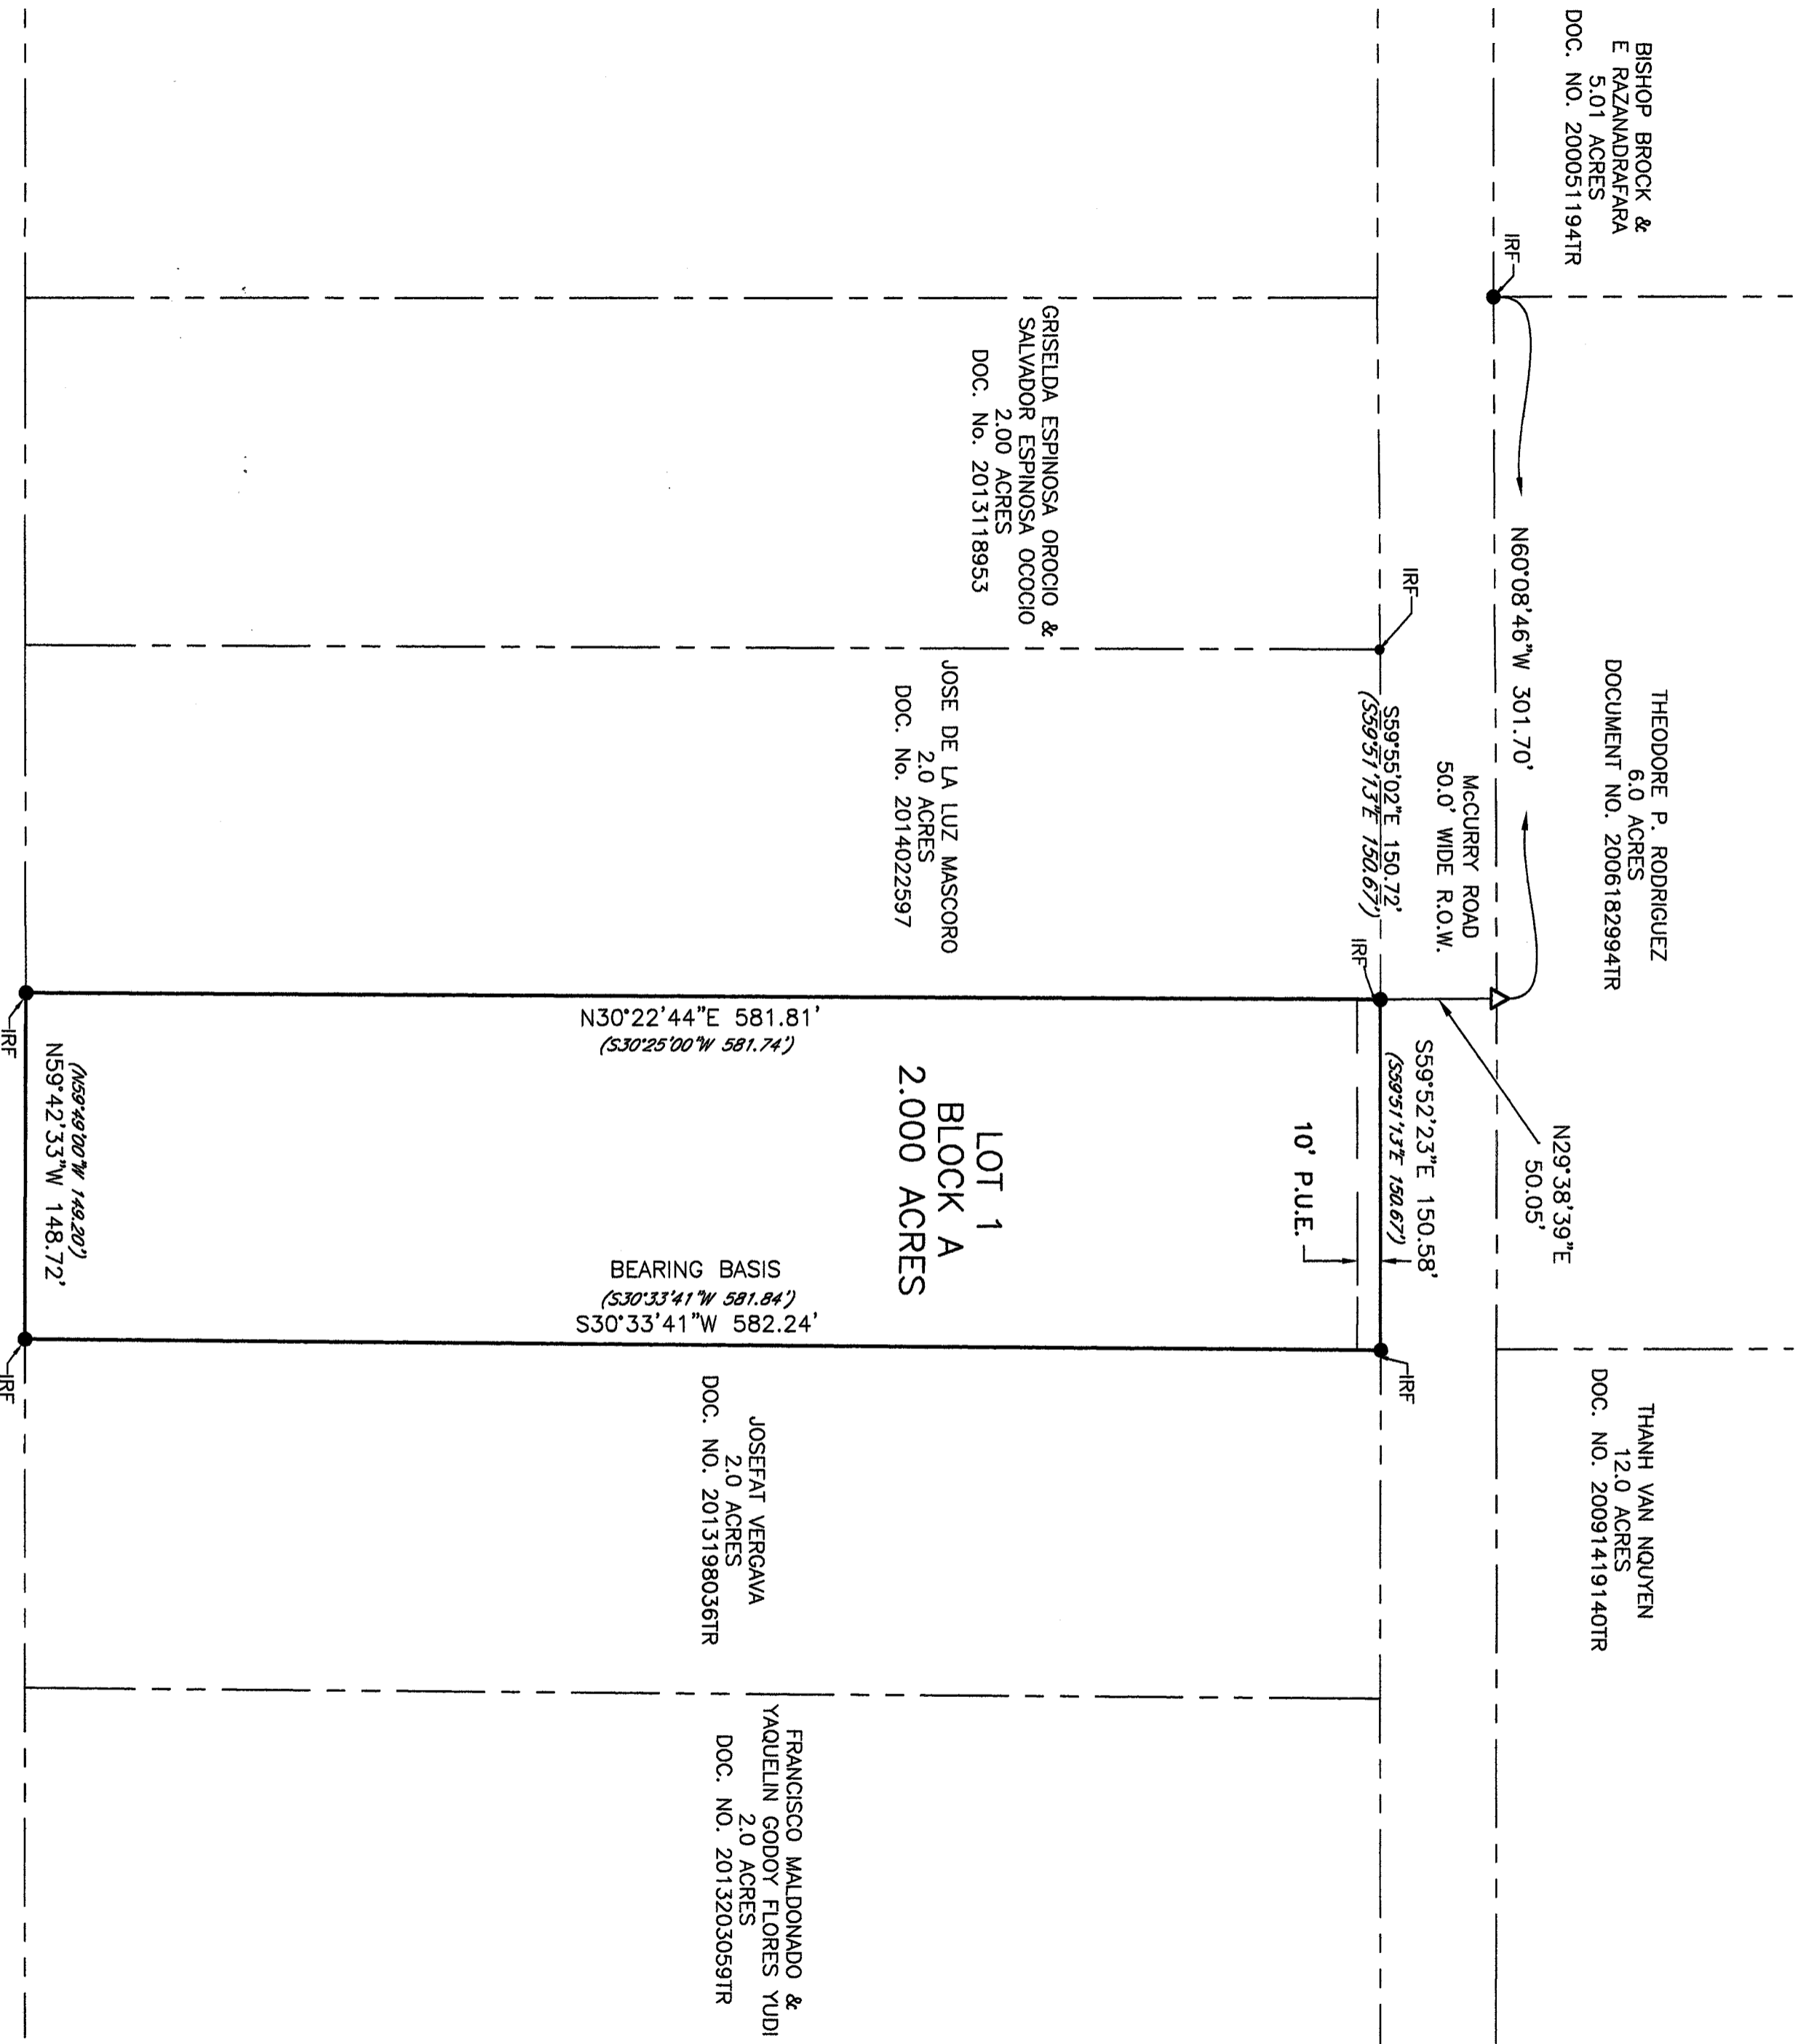 BISHOP BROCK &
E RAZANADRAFARA
5.01 ACRES
DOC. NO. 200051194TR
IRF
THEODORE P. RODRIGUEZ
6.0 ACRES
DOCUMENT NO. 2006182994TR
N60°08'46"W 301.70'
THANH VAN NQUYEN
12.0 ACRES
DOC. NO. 2009141914OTR
N29°38'39"E
50.05'
McCURRY ROAD
50.0' WIDE R.O.W.
IRF
S59°55'02"E 150.72'
(S59°51'13"E 150.67')
IRF
S59°52'23"E 150.58'
(S59°51'13"E 150.67')
IRF
10' P.U.E.
GRISELDA ESPINOSA OROCIO &
SALVADOR ESPINOSA OCOCIO
2.00 ACRES
DOC. No. 2013118953
JOSE DE LA LUZ MASCORO
2.0 ACRES
DOC. No. 2014022597
LOT 1
BLOCK A
2.000 ACRES
N30°22'44"E 581.81'
(S30°25'00"W 581.74')
BEARING BASIS
(S30°33'41"W 581.84')
S30°33'41"W 582.24'
JOSEFAT VERGAVA
2.0 ACRES
DOC. NO. 2013198036TR
FRANCISCO MALDONADO &
YAQUELIN GODOY FLORES YUDI
2.0 ACRES
DOC. NO. 2013203059TR
(N59°49'00"W 149.20')
N59°42'33"W 148.72'
IRF
IRF